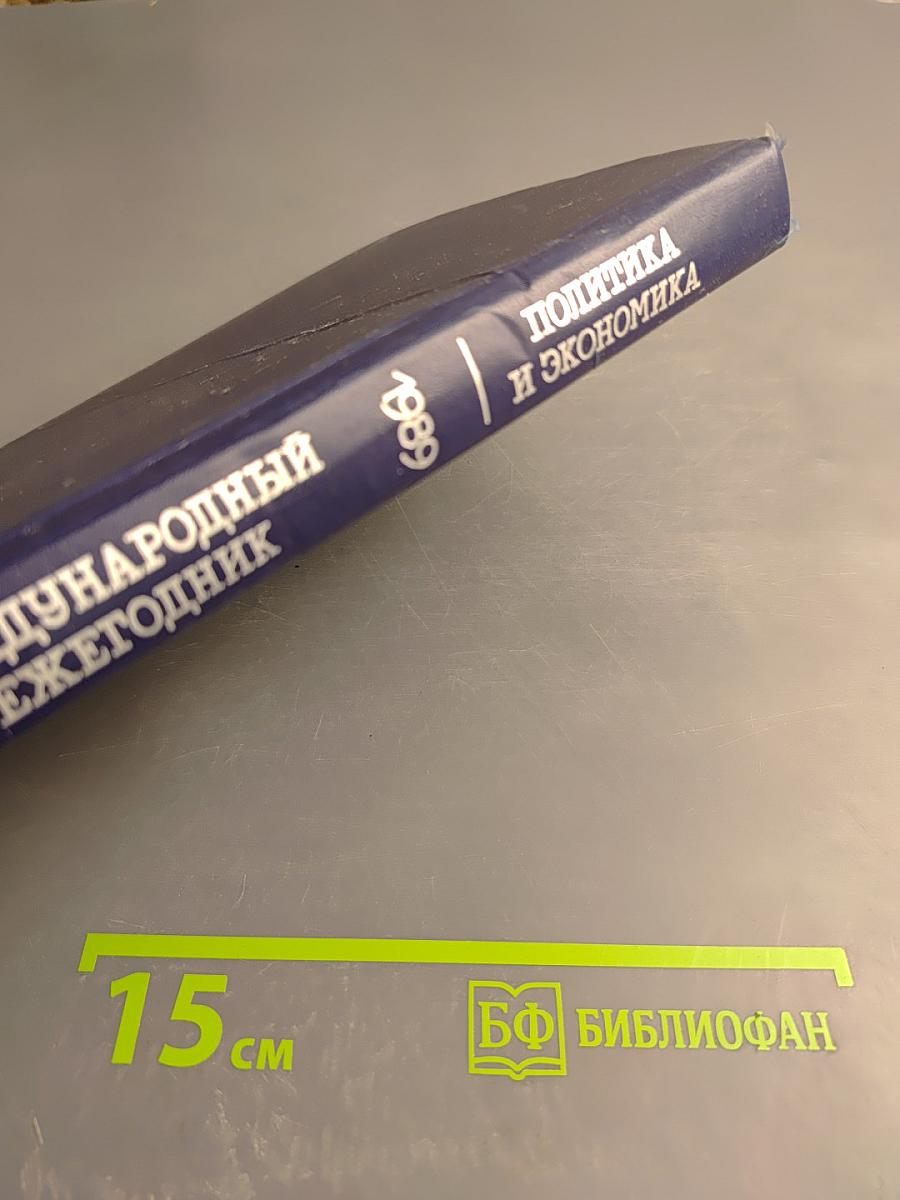 ДУНАРОДНЫЙ
ЕЖЕГОДНИК
1989
ПОЛИТИКА
И ЭКОНОМИКА
15 см
БФ БИБЛИОФАН